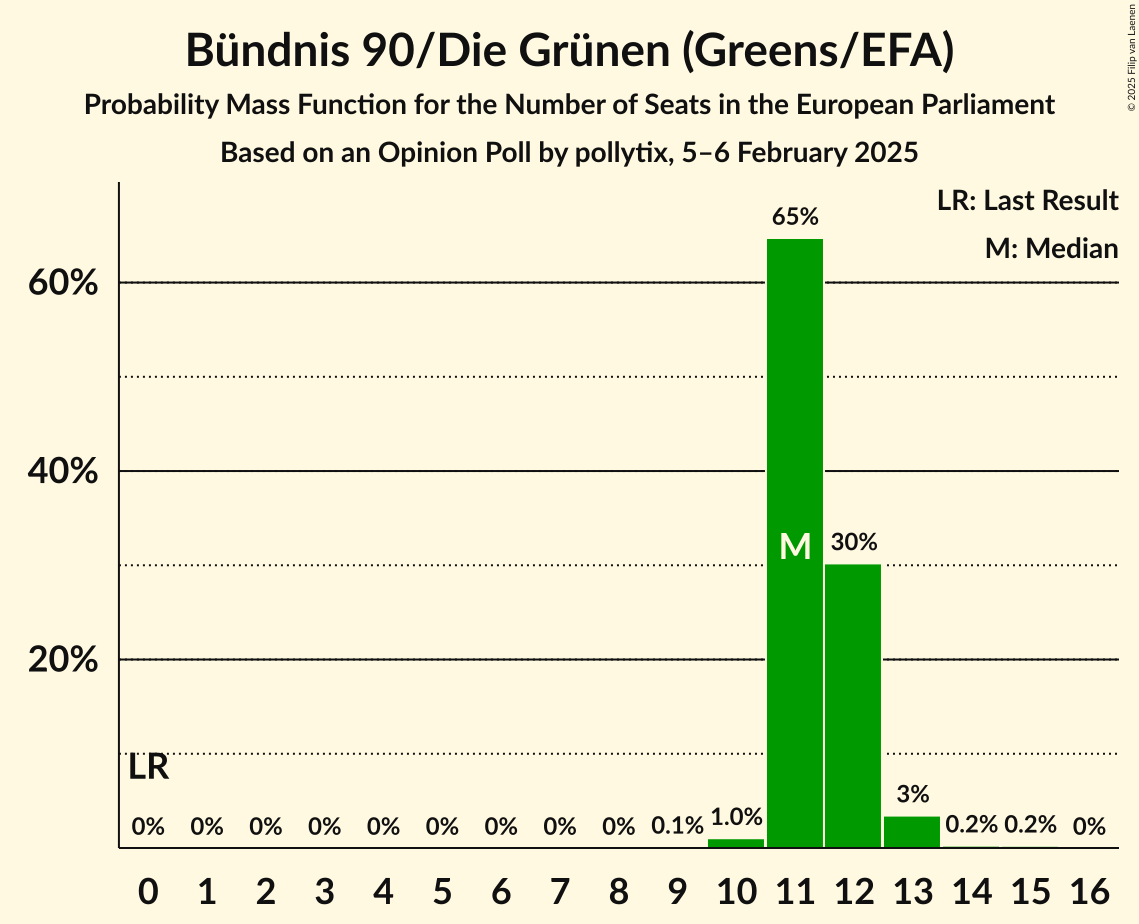 Bündnis 90/Die Grünen (Greens/EFA)
Probability Mass Function for the Number of Seats in the European Parliament
Based on an Opinion Poll by pollytix, 5–6 February 2025
© 2025 Filip van Laenen
LR: Last Result
M: Median
65%
60%
40%
M
30%
20%
LR
0% 0% 0% 0% 0% 0% 0% 0% 0% 0.1% 1.0% 3% 0.2% 0.2% 0%
0 1 2 3 4 5 6 7 8 9 10 11 12 13 14 15 16